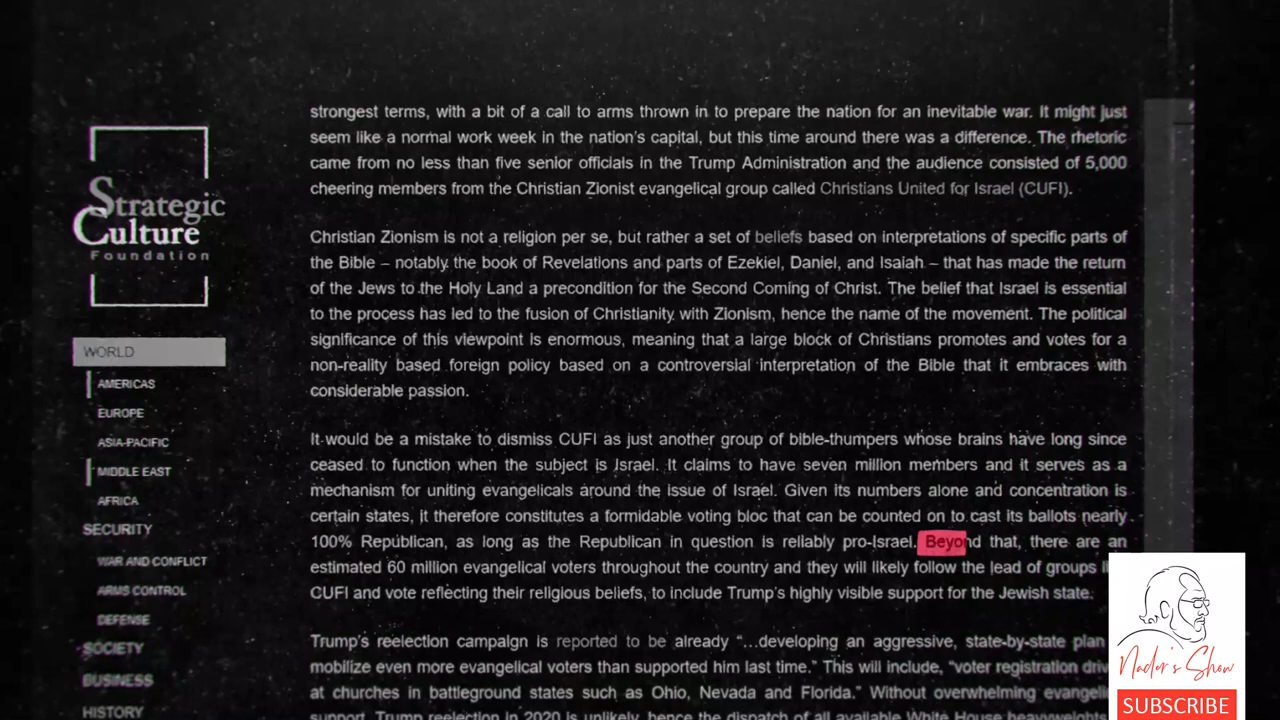 Strategic
Culture
Foundation
WORLD
AMERICAS
EUROPE
ASIA-PACIFIC
MIDDLE EAST
AFRICA
SECURITY
WAR AND CONFLICT
ARMS CONTROL
DEFENSE
SOCIETY
BUSINESS
HISTORY
strongest terms, with a bit of a call to arms thrown in to prepare the nation for an inevitable war. It might just
seem like a normal work week in the nation's capital, but this time around there was a difference. The rhetoric
came from no less than five senior officials in the Trump Administration and the audience consisted of 5,000
cheering members from the Christian Zionist evangelical group called Christians United for Israel (CUFI).
Christian Zionism is not a religion per se, but rather a set of beliefs based on interpretations of specific parts of
the Bible – notably the book of Revelations and parts of Ezekiel, Daniel, and Isaiah – that has made the return
of the Jews to the Holy Land a precondition for the Second Coming of Christ. The belief that Israel is essential
to the process has led to the fusion of Christianity with Zionism, hence the name of the movement. The political
significance of this viewpoint is enormous, meaning that a large block of Christians promotes and votes for a
non-reality based foreign policy based on a controversial interpretation of the Bible that it embraces with
considerable passion.
It would be a mistake to dismiss CUFI as just another group of bible-thumpers whose brains have long since
ceased to function when the subject is Israel. It claims to have seven million members and it serves as a
mechanism for uniting evangelicals around the issue of Israel. Given its numbers alone and concentration is
certain states, it therefore constitutes a formidable voting bloc that can be counted on to cast its ballots nearly
100% Republican, as long as the Republican in question is reliably pro-Israel. Beyond that, there are an
estimated 60 million evangelical voters throughout the country and they will likely follow the lead of groups
CUFI and vote reflecting their religious beliefs, to include Trump's highly visible support for the Jewish state.
Trump's reelection campaign is reported to be already “…developing an aggressive, state-by-state plan
mobilize even more evangelical voters than supported him last time.” This will include, “voter registration
at churches in battleground states such as Ohio, Nevada and Florida.” Without overwhelming
support, Trump reelection in 2020 is unlikely, hence the dispatch of all available White House
Nader's Show
SUBSCRIBE